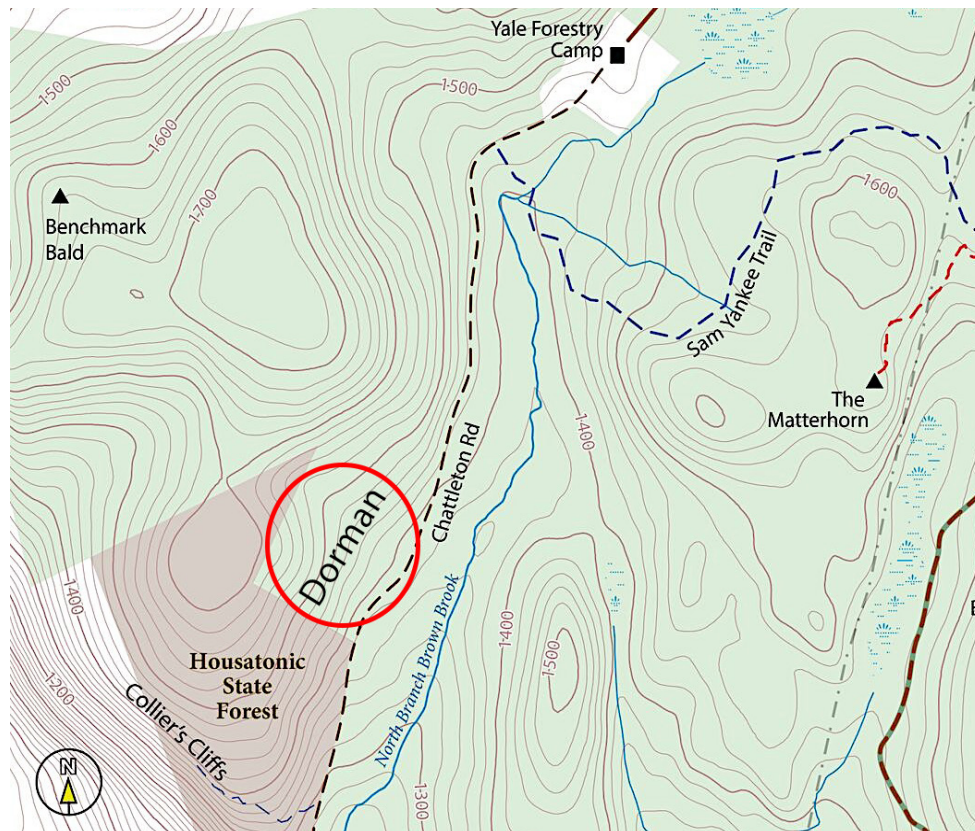 Yale Forestry
Camp
1500
1500
1600
1700
1600
Benchmark
Bald
Sam Yankee Trail
The
Matterhorn
1400
Chattleton Rd
Dorman
1400
1400
North Branch Brown Brook
1500
Housatonic
State
Forest
1200
Collier's Cliffs
1300
N